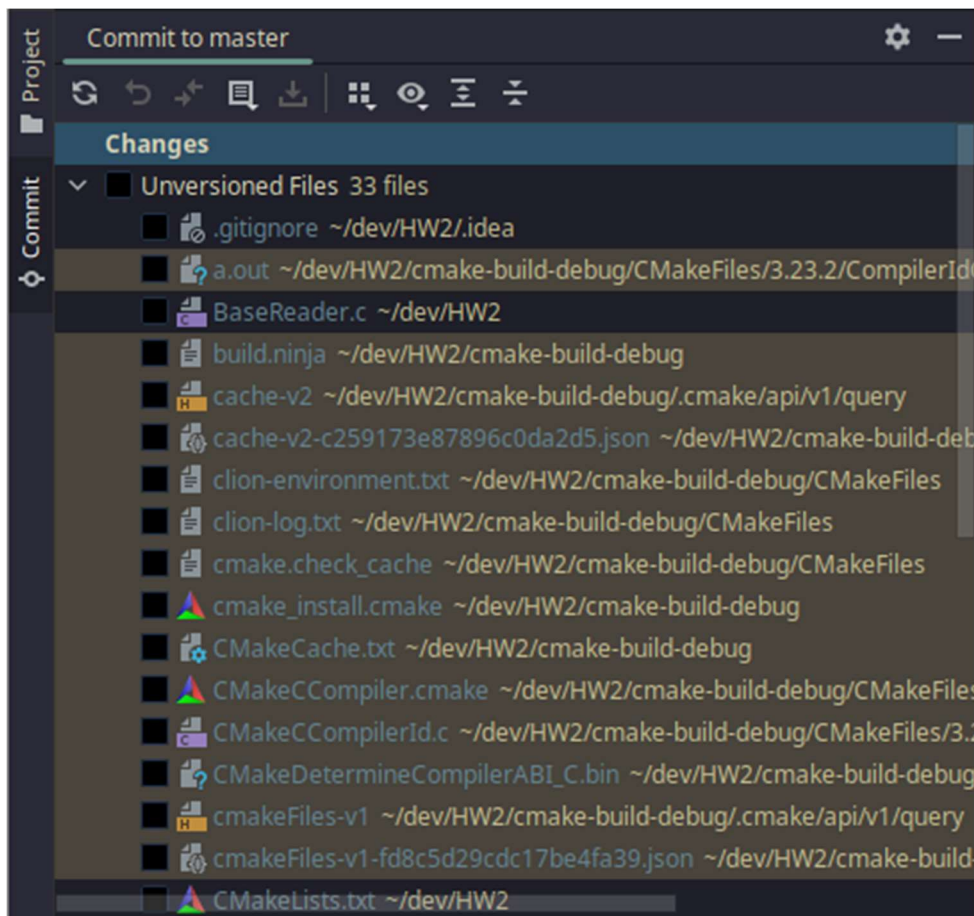 Project
Commit
Commit to master
Changes
Unversioned Files 33 files
.gitignore ~/dev/HW2/.idea
a.out ~/dev/HW2/cmake-build-debug/CMakeFiles/3.23.2/CompilerId
BaseReader.c ~/dev/HW2
build.ninja ~/dev/HW2/cmake-build-debug
cache-v2 ~/dev/HW2/cmake-build-debug/.cmake/api/v1/query
cache-v2-c259173e87896c0da2d5.json ~/dev/HW2/cmake-build-deb
clion-environment.txt ~/dev/HW2/cmake-build-debug/CMakeFiles
clion-log.txt ~/dev/HW2/cmake-build-debug/CMakeFiles
cmake.check_cache ~/dev/HW2/cmake-build-debug/CMakeFiles
cmake_install.cmake ~/dev/HW2/cmake-build-debug
CMakeCache.txt ~/dev/HW2/cmake-build-debug
CMakeCCompiler.cmake ~/dev/HW2/cmake-build-debug/CMakeFiles
CMakeCCompilerId.c ~/dev/HW2/cmake-build-debug/CMakeFiles/3.2
CMakeDetermineCompilerABI_C.bin ~/dev/HW2/cmake-build-debug
cmakeFiles-v1 ~/dev/HW2/cmake-build-debug/.cmake/api/v1/query
cmakeFiles-v1-fd8c5d29cdc17be4fa39.json ~/dev/HW2/cmake-build-
CMakeLists.txt ~/dev/HW2